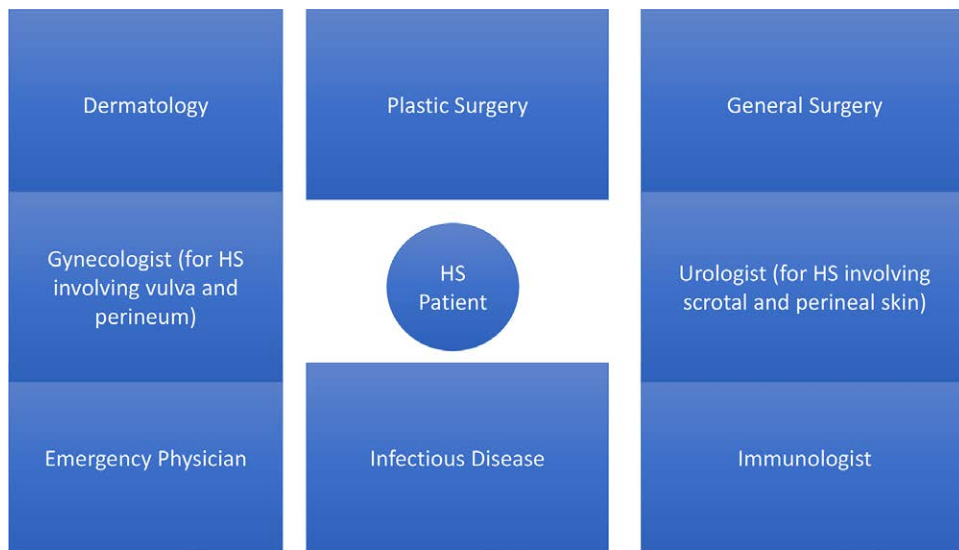 Dermatology
Plastic Surgery
General Surgery
Gynecologist (for HS
involving vulva and
perineum)
HS
Patient
Urologist (for HS involving
scrotal and perineal skin)
Emergency Physician
Infectious Disease
Immunologist